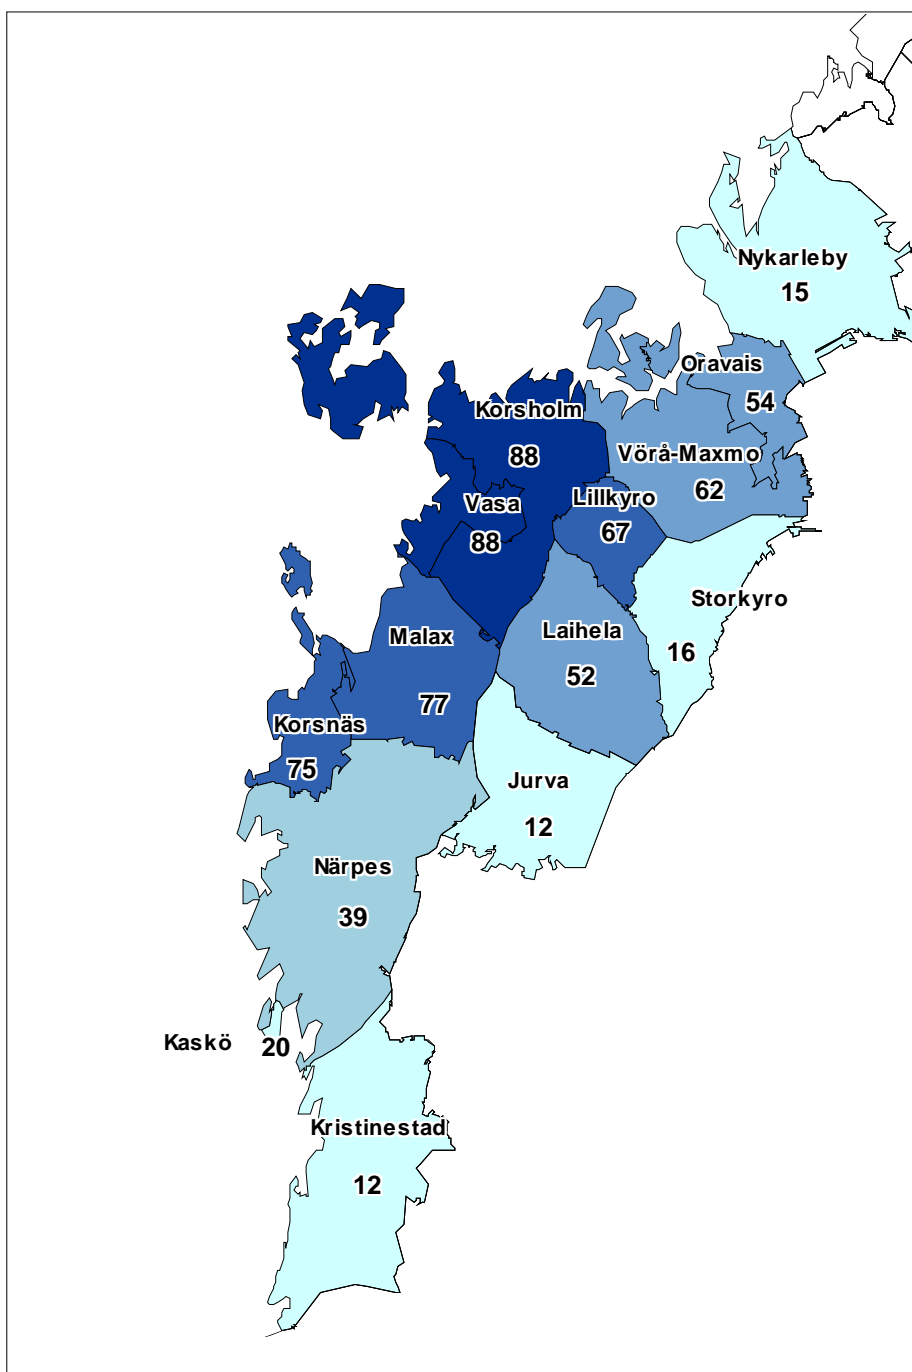 Nykarleby
15
Oravais
54
Korsholm
88
Vörå-Maxmo
62
Vasa
88
Lillkyro
67
Storkyro
16
Laihela
52
Malax
77
Korsnäs
75
Jurva
12
Närpes
39
Kaskö
20
Kristinestad
12